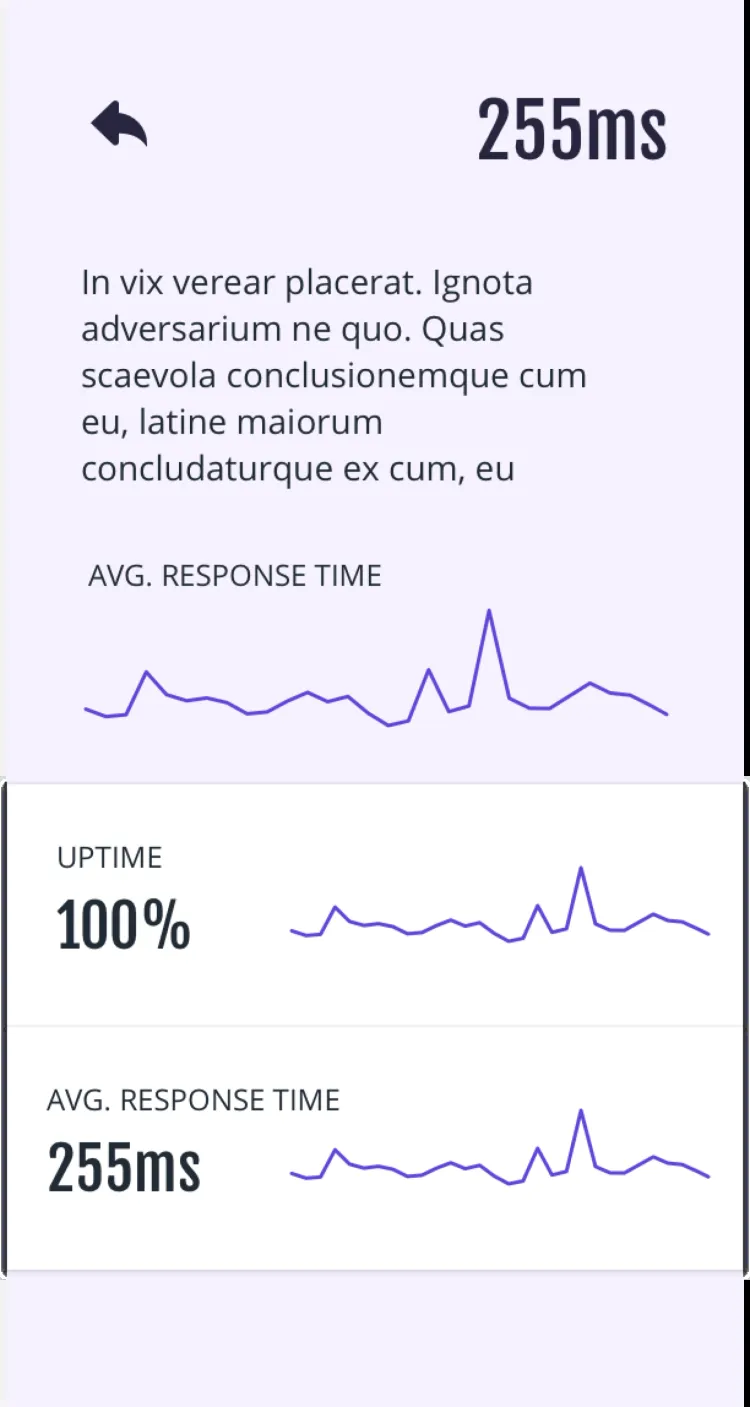 255ms
In vix verear placerat. Ignota
adversarium ne quo. Quas
scaevola conclusionemque cum
eu, latine maiorum
concludaturque ex cum, eu
AVG. RESPONSE TIME
UPTIME
100%
AVG. RESPONSE TIME
255ms